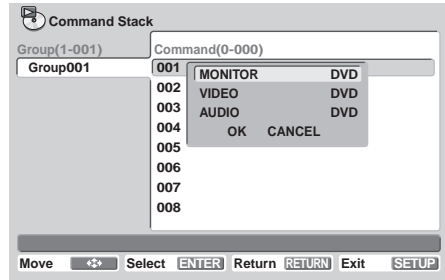 Command Stack
Group(1-001) Command(0-000)
Group001
001
MONITOR DVD
VIDEO DVD
AUDIO DVD
OK CANCEL
002
003
004
005
006
007
008
Move Select ENTER Return RETURN Exit SETUP